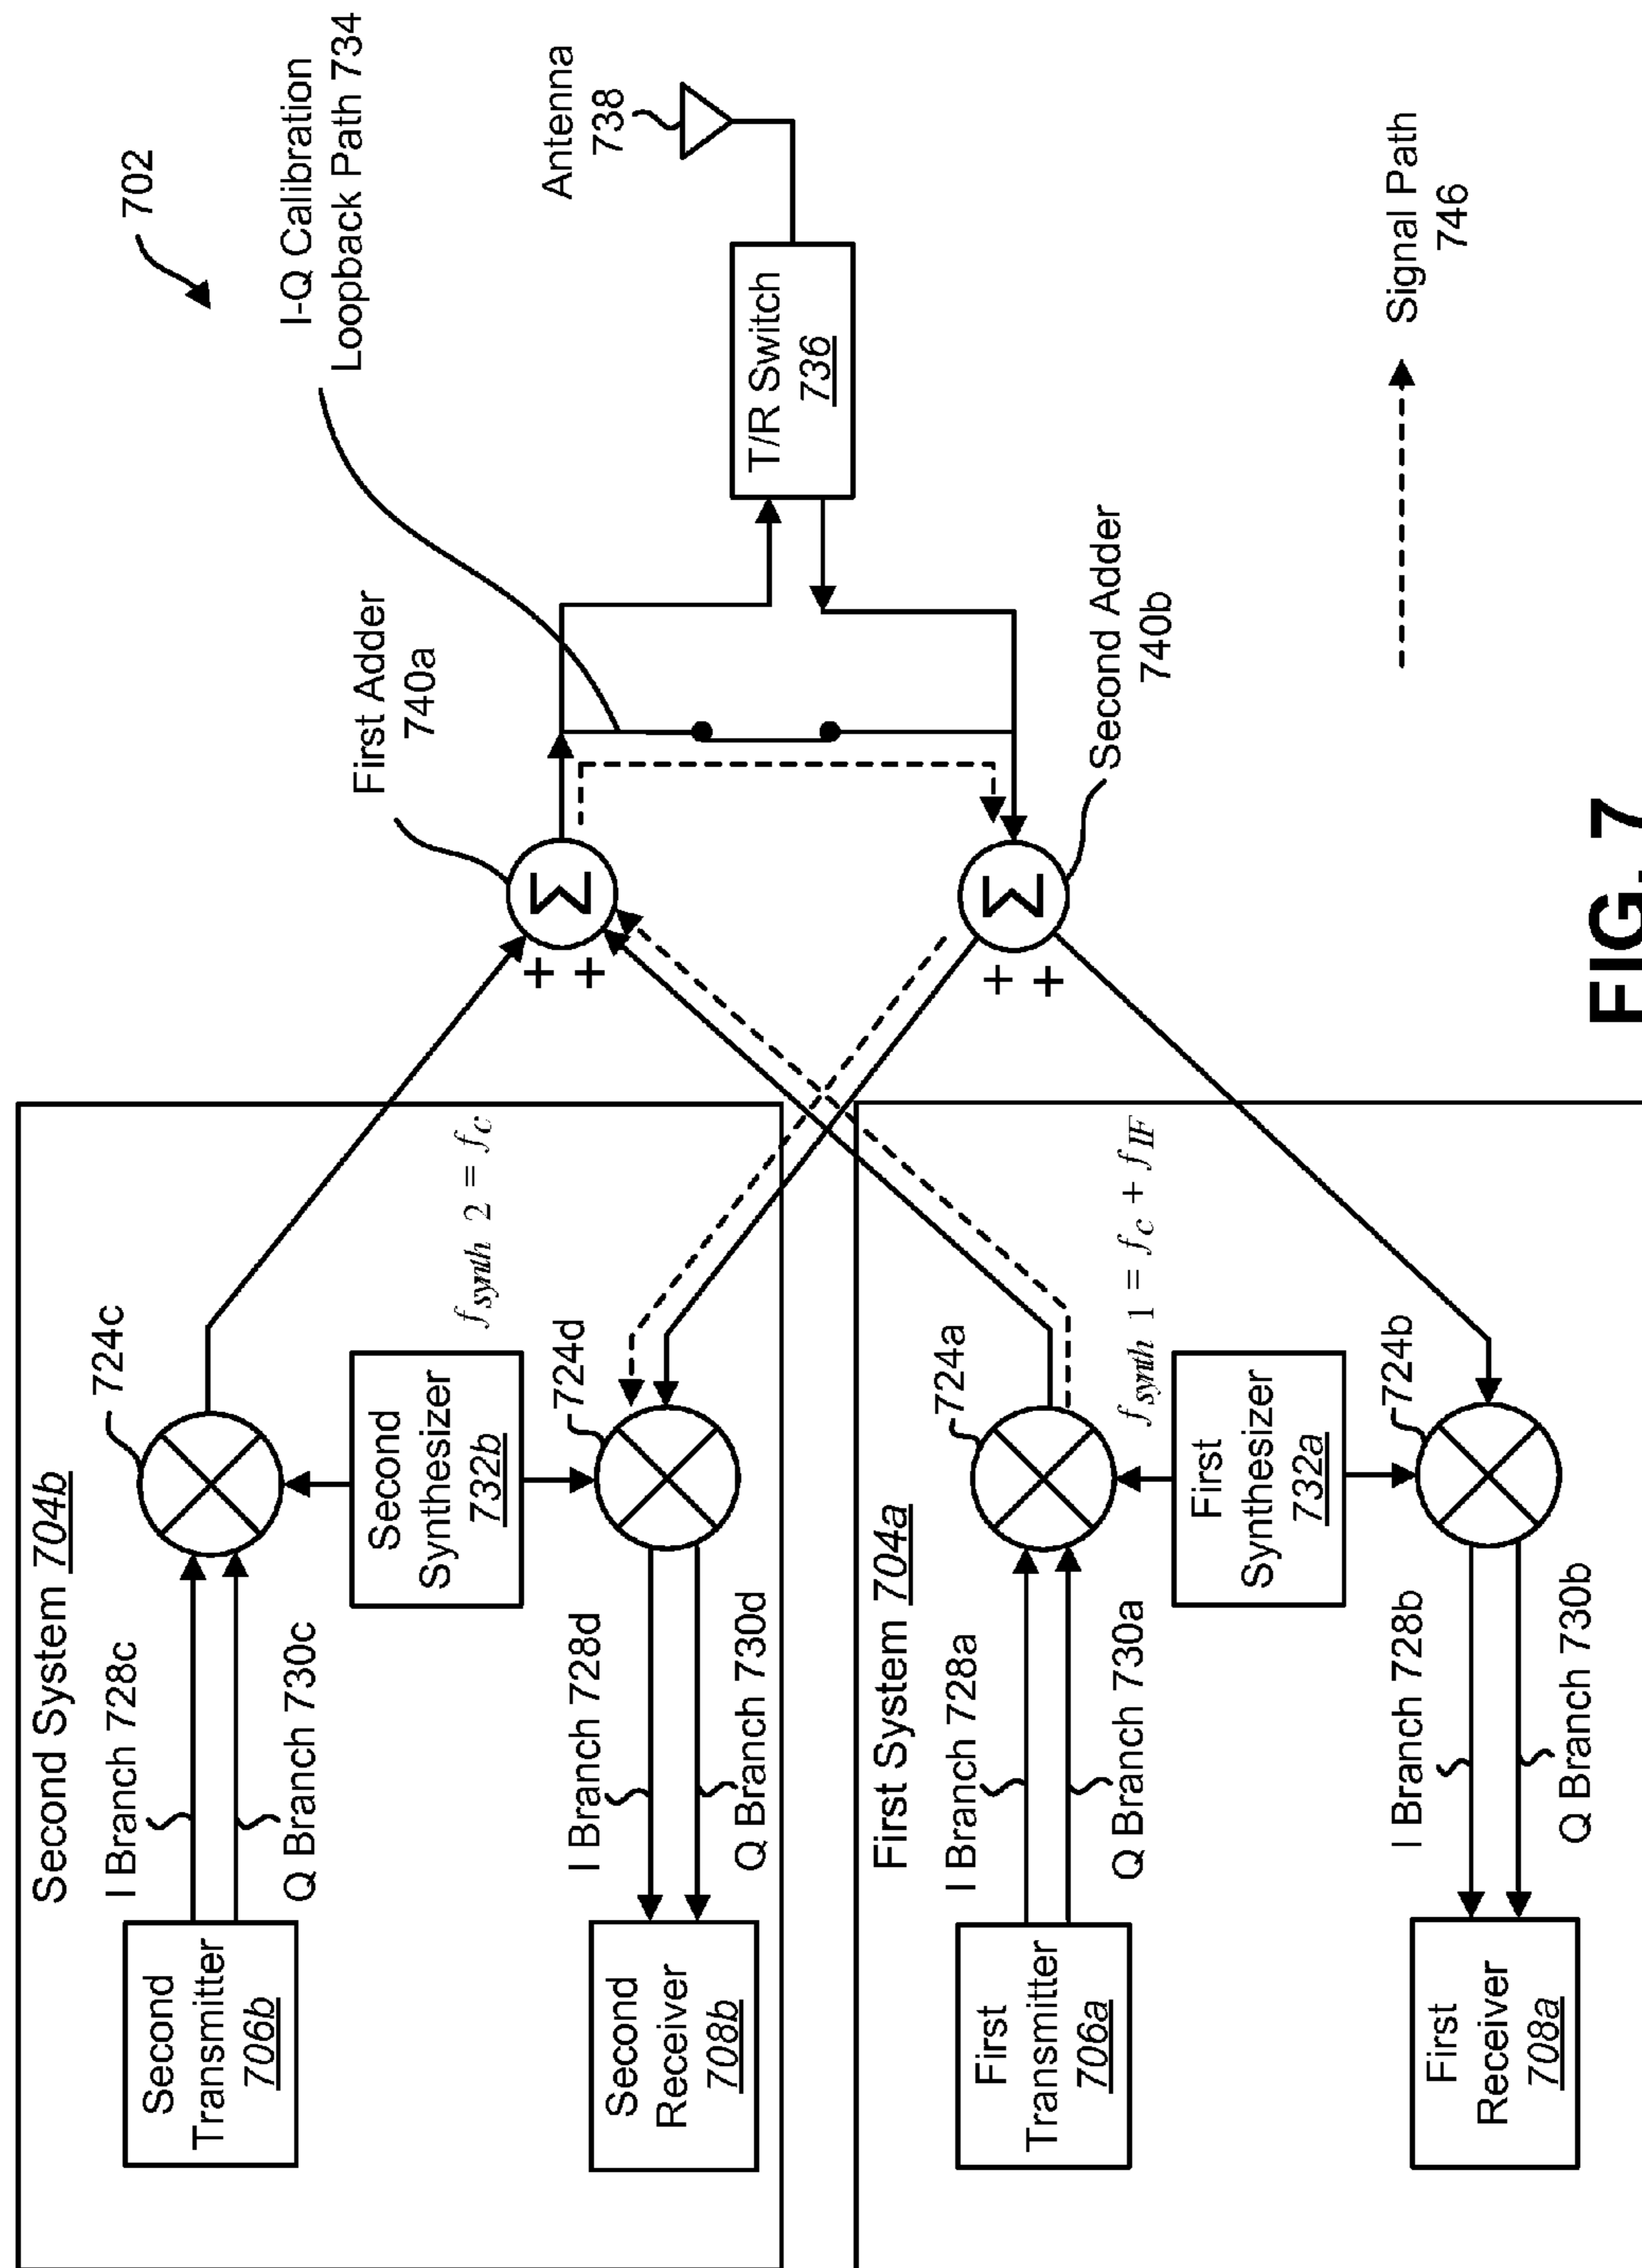 702
I-Q Calibration
Loopback Path 734
Antenna
738
First Adder
740a
T/R Switch
736
Second Adder
740b
Signal Path
746
Σ
+
+
Σ
+
+
Second System 704b
Second
Transmitter
706b
I Branch 728c
Q Branch 730c
724c
Second
Synthesizer
732b
f_synth 2 = f_c
724d
I Branch 728d
Q Branch 730d
Second
Receiver
708b
First System 704a
First
Transmitter
706a
I Branch 728a
Q Branch 730a
724a
First
Synthesizer
732a
f_synth 1 = f_c + f_IF
724b
I Branch 728b
Q Branch 730b
First
Receiver
708a
FIG. 7